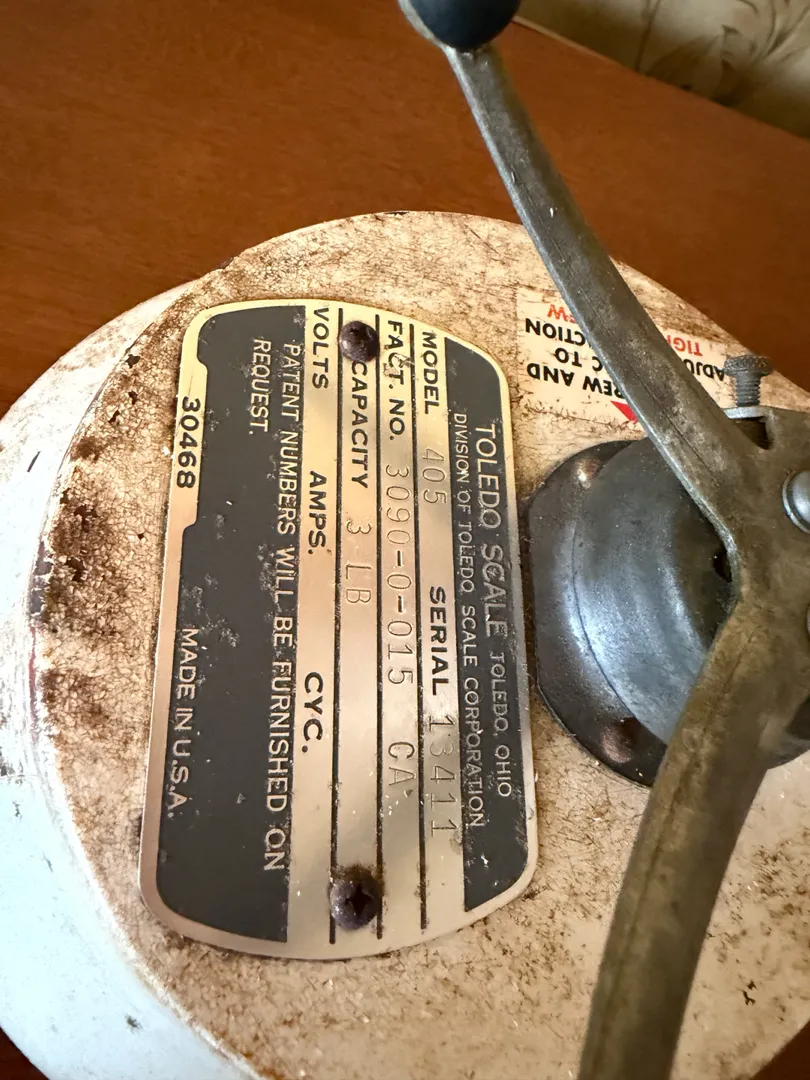 TOLEDO SCALE TOLEDO, OHIO
DIVISION OF TOLEDO SCALE CORPORATION
MODEL 405 SERIAL 13411
FACT. NO. 3090-0-015 CA
CAPACITY 3 LB
VOLTS AMPS. CYC.
PATENT NUMBERS WILL BE FURNISHED ON
REQUEST.
30468 MADE IN U.S.A.